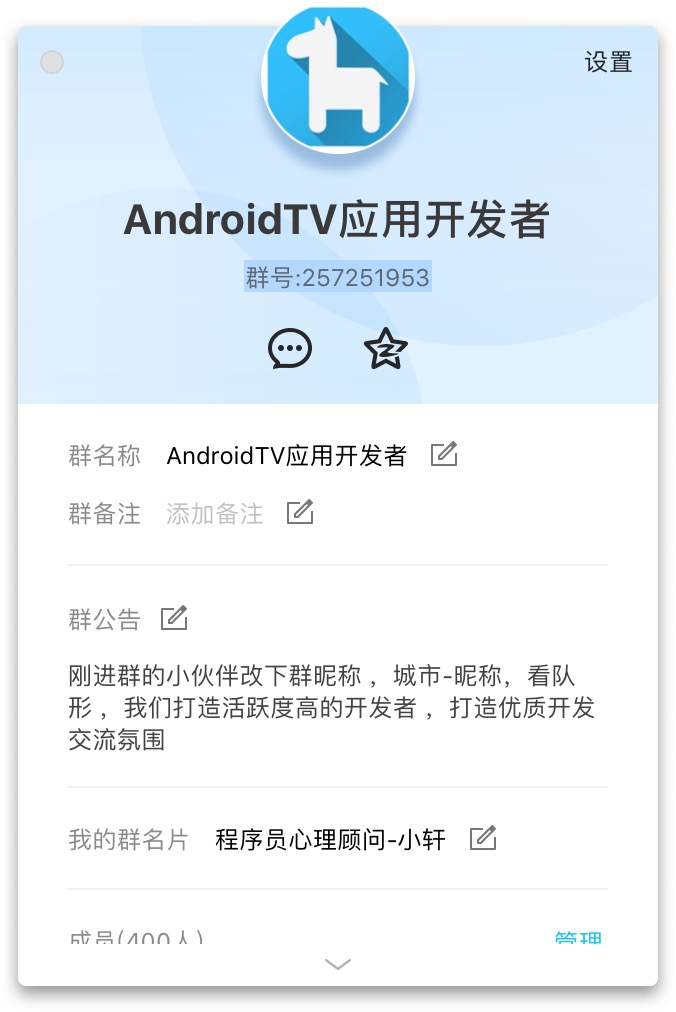 设置
AndroidTV应用开发者
群号:257251953
群名称 AndroidTV应用开发者
群备注 添加备注
群公告
刚进群的小伙伴改下群昵称 ，城市-昵称，看队
形 ，我们打造活跃度高的开发者 ，打造优质开发
交流氛围
我的群名片 程序员心理顾问-小轩
成员(400人) 管理